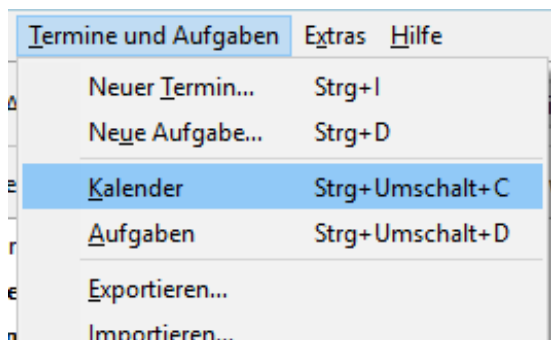 Termine und Aufgaben Extras Hilfe
Neuer Termin... Strg+I
Neue Aufgabe... Strg+D
Kalender Strg+Umschalt+C
Aufgaben Strg+Umschalt+D
Exportieren...
Importieren...